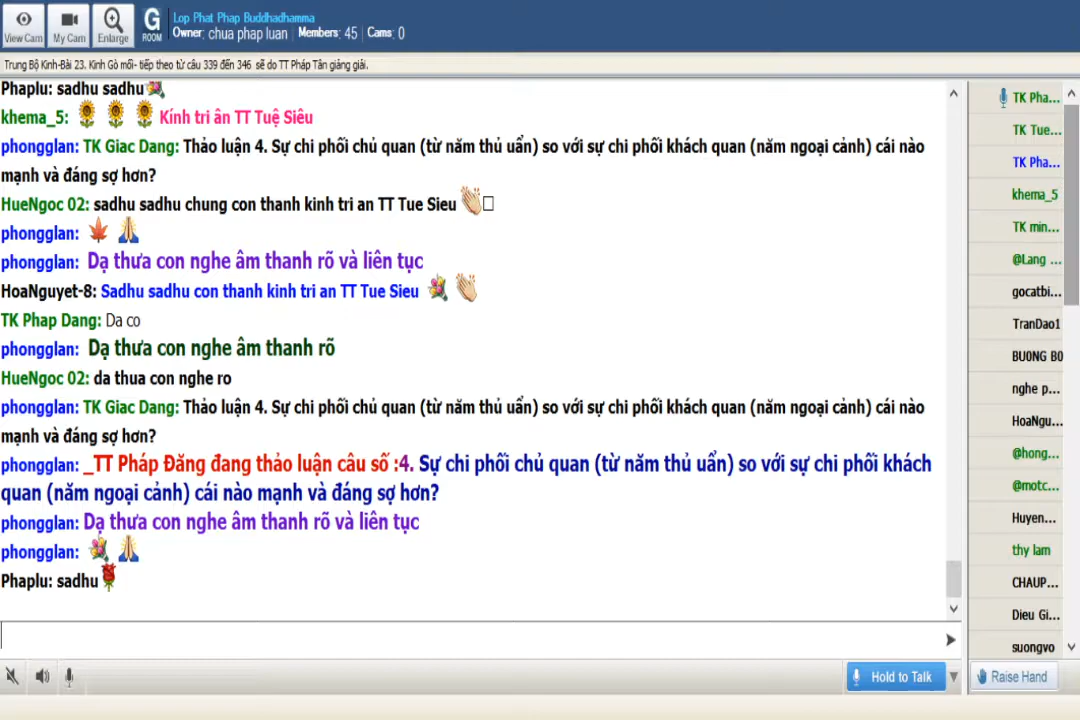 View Cam
My Cam
Enlarge
G
ROOM
Lop Phat Phap Buddhadhamma
Owner: chua phap luan | Members: 45 | Cams: 0
Trung Bộ Kinh-Bài 23. Kinh Gò mối- tiếp theo từ câu 339 đến 346 sẽ do TT Pháp Tân giảng giải.
Phaplu: sadhu sadhu
khema_5: Kính tri ân TT Tuệ Siêu
phongglan: TK Giac Dang: Thảo luận 4. Sự chi phối chủ quan (từ năm thủ uẩn) so với sự chi phối khách quan (năm ngoại cảnh) cái nào
mạnh và đáng sợ hơn?
HueNgoc 02: sadhu sadhu chung con thanh kinh tri an TT Tue Sieu
phongglan:
phongglan: Dạ thưa con nghe âm thanh rõ và liên tục
HoaNguyet-8: Sadhu sadhu con thanh kinh tri an TT Tue Sieu
TK Phap Dang: Da co
phongglan: Dạ thưa con nghe âm thanh rõ
HueNgoc 02: da thua con nghe ro
phongglan: TK Giac Dang: Thảo luận 4. Sự chi phối chủ quan (từ năm thủ uẩn) so với sự chi phối khách quan (năm ngoại cảnh) cái nào
mạnh và đáng sợ hơn?
phongglan: _TT Pháp Đăng đang thảo luận câu số :4. Sự chi phối chủ quan (từ năm thủ uẩn) so với sự chi phối khách
quan (năm ngoại cảnh) cái nào mạnh và đáng sợ hơn?
phongglan: Dạ thưa con nghe âm thanh rõ và liên tục
phongglan:
Phaplu: sadhu
TK Pha...
TK Tue...
TK Pha...
khema_5
TK min...
@Lang ...
gocatbi...
TranDao1
BUONG BO
nghe p...
HoaNgu...
@hong...
@motc...
Huyen...
thy lam
CHAUP...
Dieu Gi...
suongvo
Hold to Talk
Raise Hand